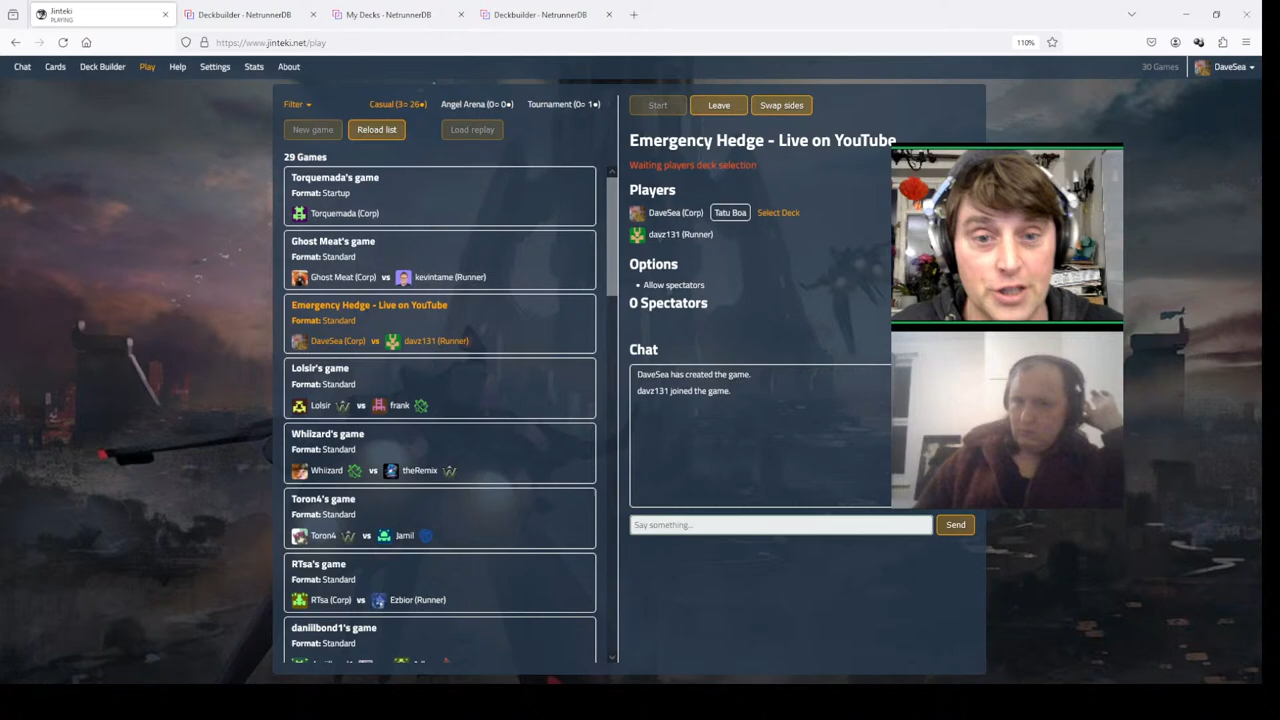 Jinteki
PLAYING
Deckbuilder - NetrunnerDB
My Decks - NetrunnerDB
Deckbuilder - NetrunnerDB
https://www.jinteki.net/play
110%
Chat Cards Deck Builder Play Help Settings Stats About
30 Games
DaveSea
Filter
Casual (3○ 26●)
Angel Arena (0○ 0●)
Tournament (0○ 1●)
New game
Reload list
Load replay
29 Games
Torquemada's game
Format: Startup
Torquemada (Corp)
Ghost Meat's game
Format: Standard
Ghost Meat (Corp) vs kevintame (Runner)
Emergency Hedge - Live on YouTube
Format: Standard
DaveSea (Corp) vs davz131 (Runner)
Lolsir's game
Format: Standard
Lolsir vs frank
Whiizard's game
Format: Standard
Whiizard vs theRemix
Toron4's game
Format: Standard
Toron4 vs Jamil
RTsa's game
Format: Standard
RTsa (Corp) vs Ezbior (Runner)
daniilbond1's game
Format: Standard
Start
Leave
Swap sides
Emergency Hedge - Live on YouTube
Waiting players deck selection
Players
DaveSea (Corp) Tatu Boa Select Deck
davz131 (Runner)
Options
Allow spectators
0 Spectators
Chat
DaveSea has created the game.
davz131 joined the game.
Say something...
Send